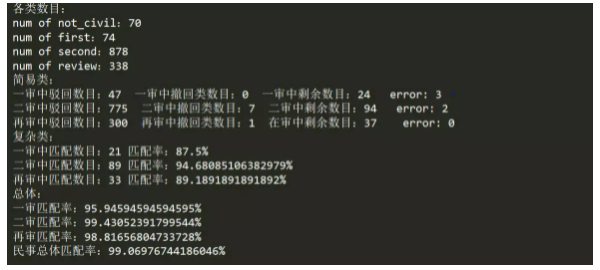 各类数目:
num of not_civil: 70
num of first: 74
num of second: 878
num of review: 338
简易类:
一审中驳回数目: 47 一审中撤回类数目: 0 一审中剩余数目: 24 error: 3
二审中驳回数目: 775 二审中撤回类数目: 7 二审中剩余数目: 94 error: 2
再审中驳回数目: 300 再审中撤回类数目: 1 在审中剩余数目: 37 error: 0
复杂类:
一审中匹配数目: 21 匹配率: 87.5%
二审中匹配数目: 89 匹配率: 94.68085106382979%
再审中匹配数目: 33 匹配率: 89.1891891891892%
总体:
一审匹配率: 95.94594594594595%
二审匹配率: 99.43052391799544%
再审匹配率: 98.81656804733728%
民事总体匹配率: 99.06976744186046%